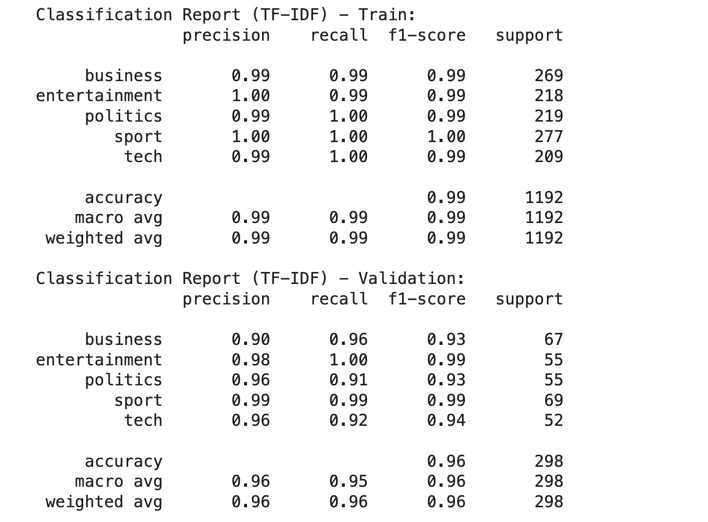 Classification Report (TF-IDF) - Train:
precision recall f1-score support
business 0.99 0.99 0.99 269
entertainment 1.00 0.99 0.99 218
politics 0.99 1.00 0.99 219
sport 1.00 1.00 1.00 277
tech 0.99 1.00 0.99 209
accuracy 0.99 1192
macro avg 0.99 0.99 0.99 1192
weighted avg 0.99 0.99 0.99 1192
Classification Report (TF-IDF) - Validation:
precision recall f1-score support
business 0.90 0.96 0.93 67
entertainment 0.98 1.00 0.99 55
politics 0.96 0.91 0.93 55
sport 0.99 0.99 0.99 69
tech 0.96 0.92 0.94 52
accuracy 0.96 298
macro avg 0.96 0.95 0.96 298
weighted avg 0.96 0.96 0.96 298